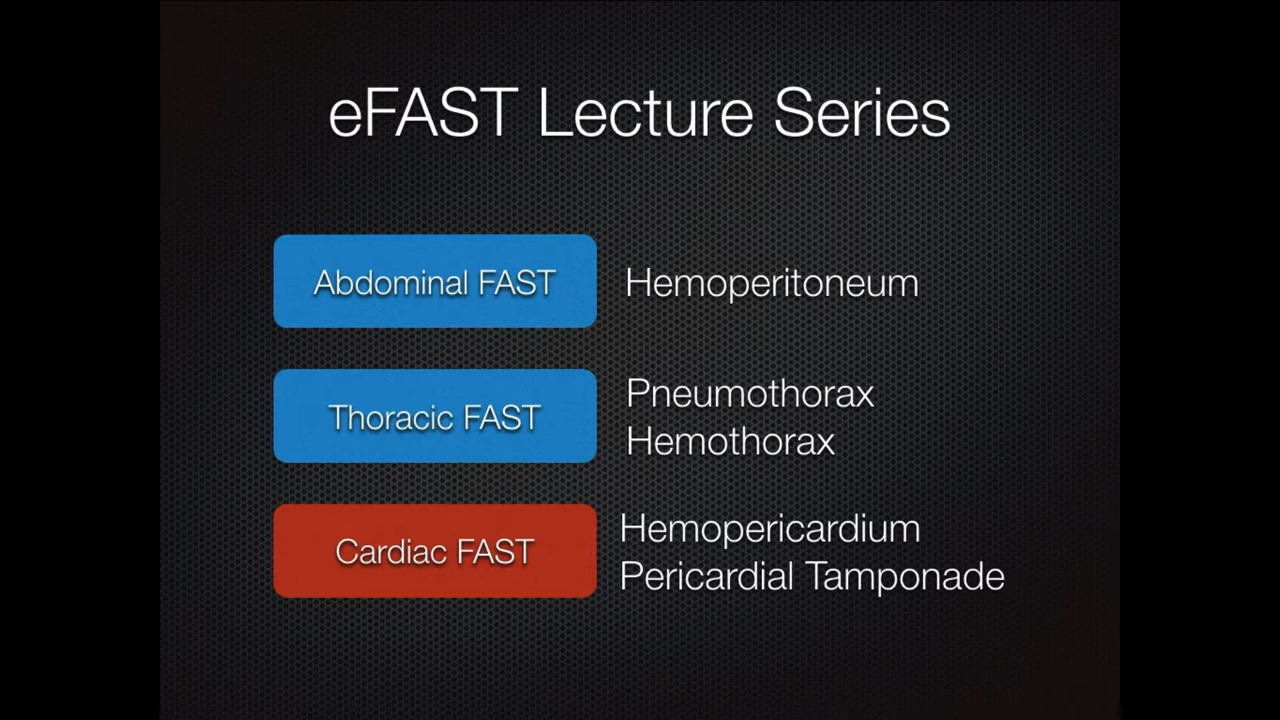 eFAST Lecture Series
Abdominal FAST
Hemoperitoneum
Thoracic FAST
Pneumothorax
Hemothorax
Cardiac FAST
Hemopericardium
Pericardial Tamponade